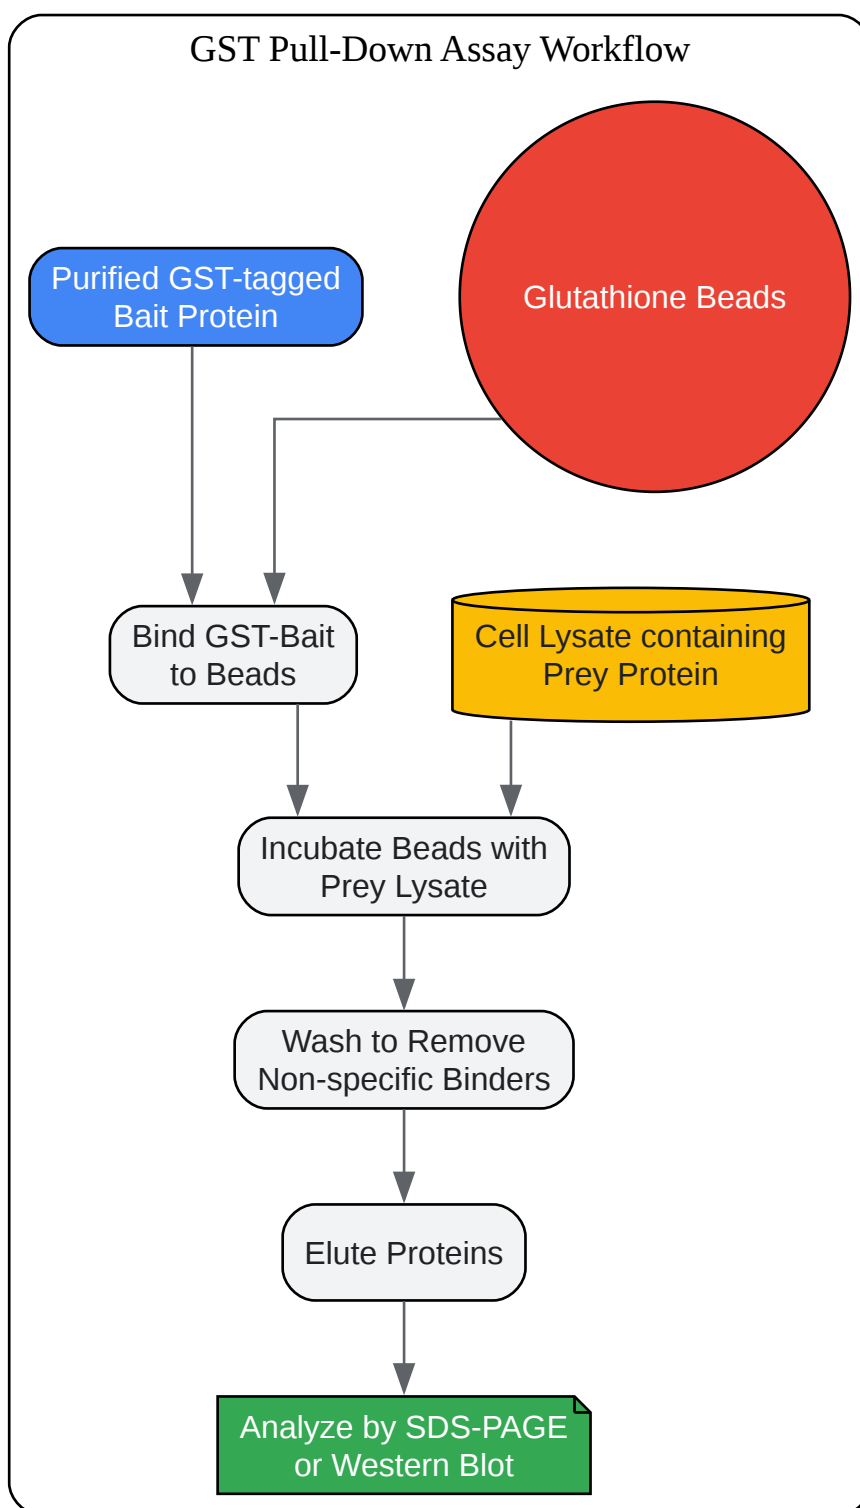 GST Pull-Down Assay Workflow
Purified GST-tagged
Bait Protein
Glutathione Beads
Bind GST-Bait
to Beads
Cell Lysate containing
Prey Protein
Incubate Beads with
Prey Lysate
Wash to Remove
Non-specific Binders
Elute Proteins
Analyze by SDS-PAGE
or Western Blot